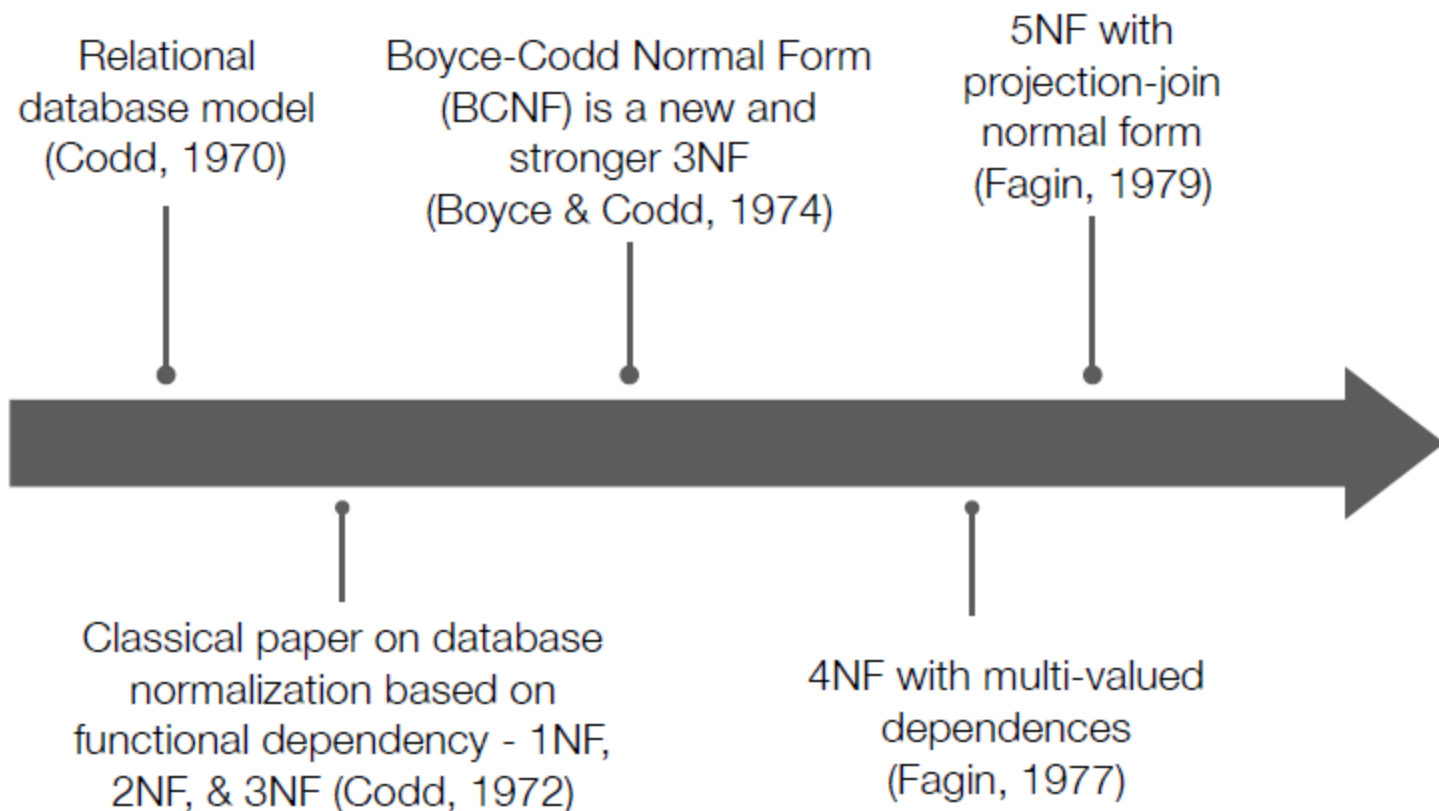 Relational
database model
(Codd, 1970)
Boyce-Codd Normal Form
(BCNF) is a new and
stronger 3NF
(Boyce & Codd, 1974)
5NF with
projection-join
normal form
(Fagin, 1979)
Classical paper on database
normalization based on
functional dependency - 1NF,
2NF, & 3NF (Codd, 1972)
4NF with multi-valued
dependences
(Fagin, 1977)